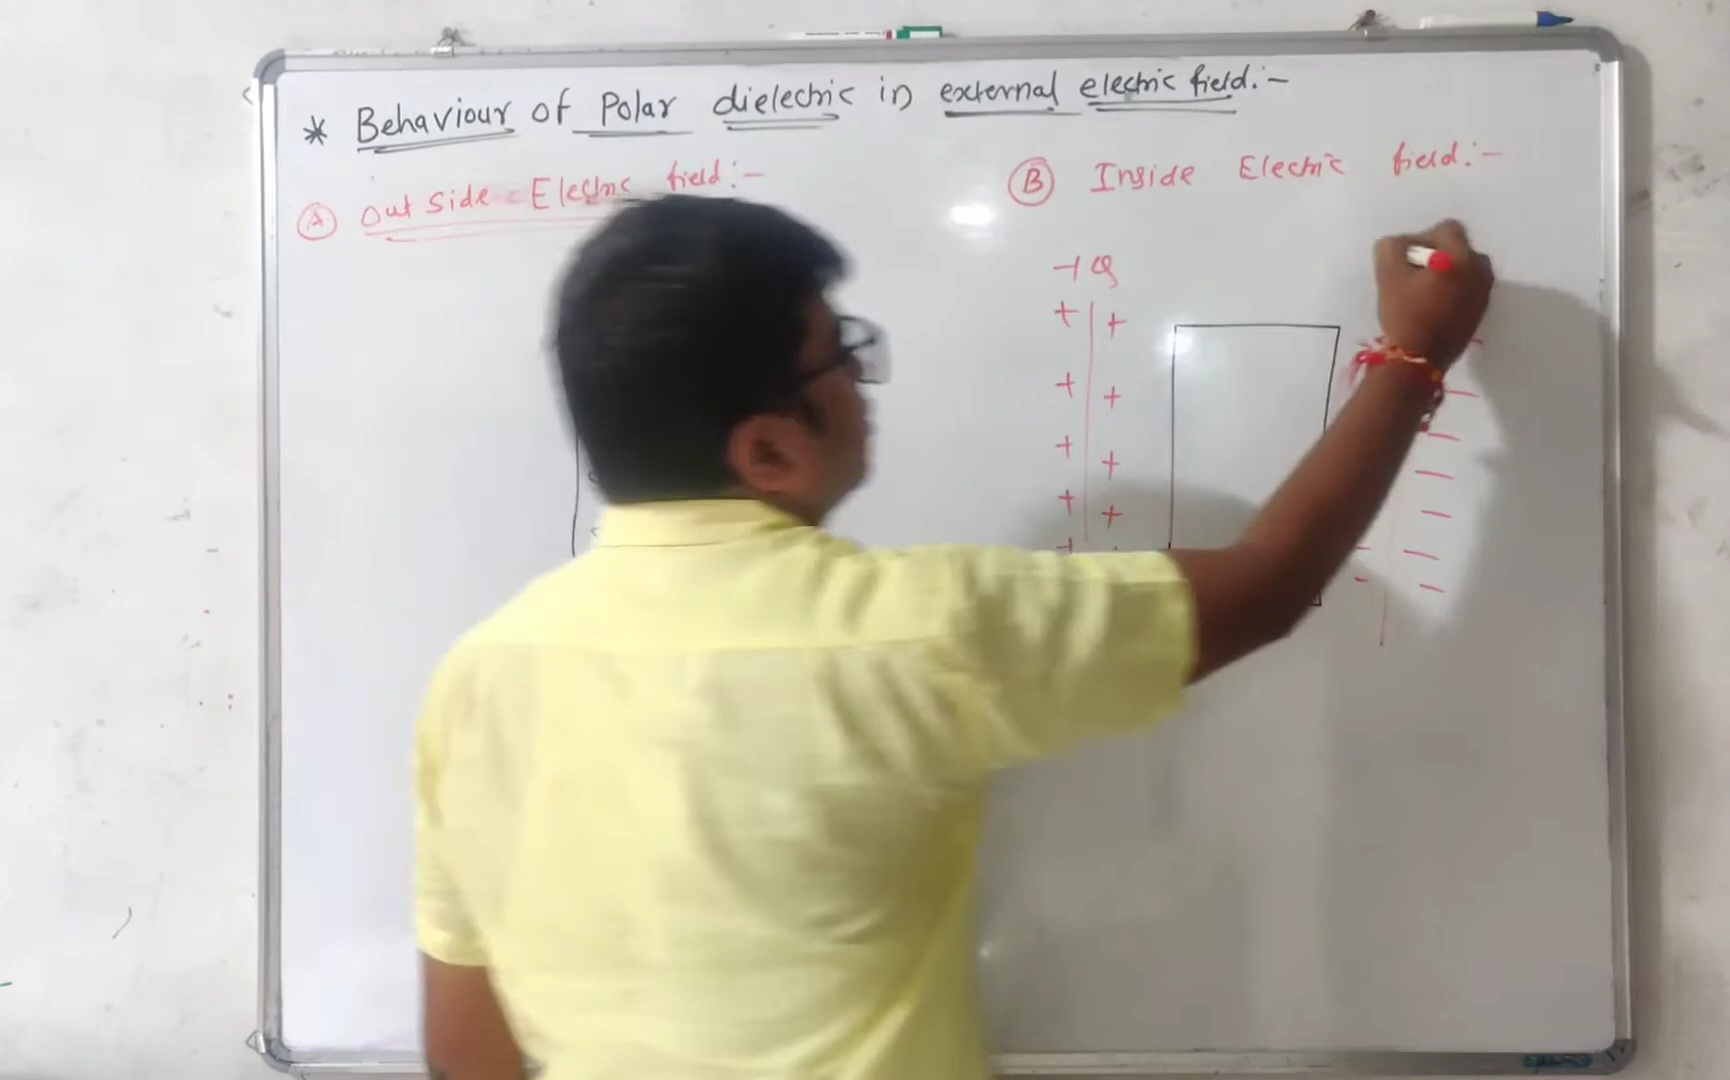 * Behaviour of Polar dielectric in external electric field:-
(A) Out Side Electric field:-
(B) Inside Electric field:-
+Q
+ +
+ +
+ +
+ +
+